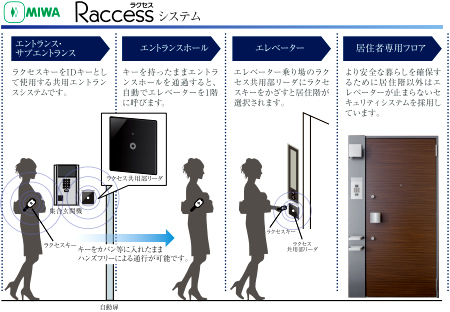 MIWA
ラクセス
Raccess システム
エントランス・
サブエントランス
ラクセスキーをIDキーとし
て使用する共用エントラン
スシステムです。
ラクセス共用部リーダ
集合玄関機
ラクセスキー
キーをカバン等に入れたまま
ハンズフリーによる通行が可能です。
自動扉
エントランスホール
キーを持ったままエントラ
ンスホールを通過すると、
自動でエレベーターを1階
に呼びます。
エレベーター
エレベーター乗り場のラク
セス共用部リーダにラクセ
スキーをかざすと居住階が
選択されます。
ラクセスキー
ラクセス
共用部リーダ
居住者専用フロア
より安全な暮らしを確保す
るために居住階以外はエ
レベーターが止まらないセ
キュリティシステムを採用し
ています。